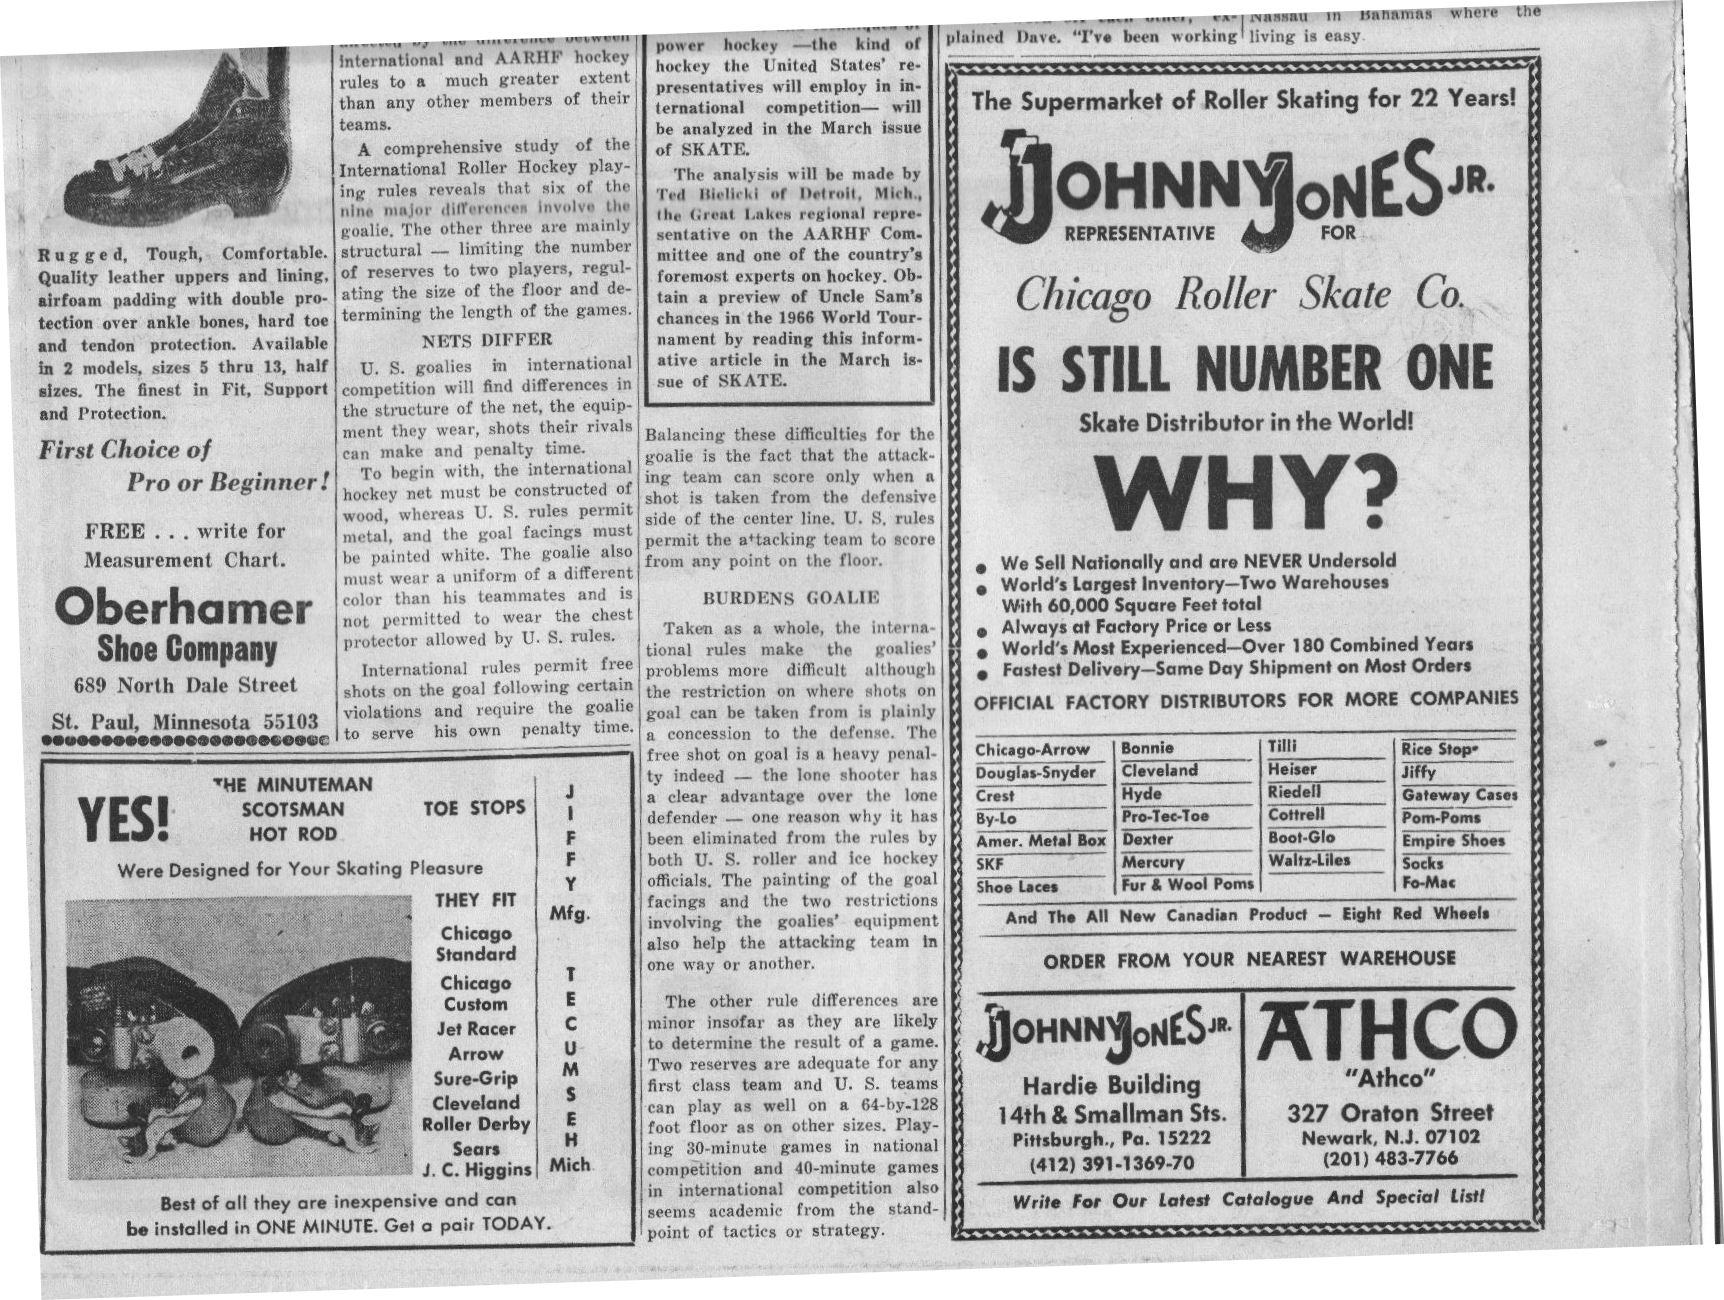 Rugged, Tough, Comfortable.
Quality leather uppers and lining,
airfoam padding with double pro-
tection over ankle bones, hard toe
and tendon protection. Available
in 2 models, sizes 5 thru 13, half
sizes. The finest in Fit, Support
and Protection.
First Choice of
Pro or Beginner!
FREE . . . write for
Measurement Chart.
Oberhamer
Shoe Company
689 North Dale Street
St. Paul, Minnesota 55103
affected by the difference between
international and AARHF hockey
rules to a much greater extent
than any other members of their
teams.
A comprehensive study of the
International Roller Hockey play-
ing rules reveals that six of the
nine major differences involve the
goalie. The other three are mainly
structural — limiting the number
of reserves to two players, regul-
ating the size of the floor and de-
termining the length of the games.
NETS DIFFER
U. S. goalies in international
competition will find differences in
the structure of the net, the equip-
ment they wear, shots their rivals
can make and penalty time.
To begin with, the international
hockey net must be constructed of
wood, whereas U. S. rules permit
metal, and the goal facings must
be painted white. The goalie also
must wear a uniform of a different
color than his teammates and is
not permitted to wear the chest
protector allowed by U. S. rules.
International rules permit free
shots on the goal following certain
violations and require the goalie
to serve his own penalty time.
YES!
THE MINUTEMAN
SCOTSMAN
HOT ROD
TOE STOPS
Were Designed for Your Skating Pleasure
THEY FIT
Chicago
Standard
Chicago
Custom
Jet Racer
Arrow
Sure-Grip
Cleveland
Roller Derby
Sears
J. C. Higgins
JIFFY
Mfg.
TECUMSEH
Mich.
Best of all they are inexpensive and can
be installed in ONE MINUTE. Get a pair TODAY.
power hockey —the kind of
hockey the United States' re-
presentatives will employ in in-
ternational competition— will
be analyzed in the March issue
of SKATE.
The analysis will be made by
Ted Bielicki of Detroit, Mich.,
the Great Lakes regional repre-
sentative on the AARHF Com-
mittee and one of the country's
foremost experts on hockey. Ob-
tain a preview of Uncle Sam's
chances in the 1966 World Tour-
nament by reading this inform-
ative article in the March is-
sue of SKATE.
Balancing these difficulties for the
goalie is the fact that the attack-
ing team can score only when a
shot is taken from the defensive
side of the center line. U. S. rules
permit the attacking team to score
from any point on the floor.
BURDENS GOALIE
Taken as a whole, the interna-
tional rules make the goalies'
problems more difficult although
the restriction on where shots on
goal can be taken from is plainly
a concession to the defense. The
free shot on goal is a heavy penal-
ty indeed — the lone shooter has
a clear advantage over the lone
defender — one reason why it has
been eliminated from the rules by
both U. S. roller and ice hockey
officials. The painting of the goal
facings and the two restrictions
involving the goalies' equipment
also help the attacking team in
one way or another.
The other rule differences are
minor insofar as they are likely
to determine the result of a game.
Two reserves are adequate for any
first class team and U. S. teams
can play as well on a 64-by-128
foot floor as on other sizes. Play-
ing 30-minute games in national
competition and 40-minute games
in international competition also
seems academic from the stand-
point of tactics or strategy.
each other, ex-
plained Dave. "I've been working
Nassau in Bahamas where the
living is easy.
The Supermarket of Roller Skating for 22 Years!
JOHNNY JONES JR.
REPRESENTATIVE FOR
Chicago Roller Skate Co.
IS STILL NUMBER ONE
Skate Distributor in the World!
WHY?
● We Sell Nationally and are NEVER Undersold
● World's Largest Inventory—Two Warehouses
With 60,000 Square Feet total
● Always at Factory Price or Less
● World's Most Experienced—Over 180 Combined Years
● Fastest Delivery—Same Day Shipment on Most Orders
OFFICIAL FACTORY DISTRIBUTORS FOR MORE COMPANIES
Chicago-Arrow
Douglas-Snyder
Crest
By-Lo
Amer. Metal Box
SKF
Shoe Laces
Bonnie
Cleveland
Hyde
Pro-Tec-Toe
Dexter
Mercury
Fur & Wool Poms
Tilli
Heiser
Riedell
Cottrell
Boot-Glo
Waltz-Liles
Rice Stop
Jiffy
Gateway Cases
Pom-Poms
Empire Shoes
Socks
Fo-Mac
And The All New Canadian Product — Eight Red Wheels
ORDER FROM YOUR NEAREST WAREHOUSE
JOHNNY JONES JR.
Hardie Building
14th & Smallman Sts.
Pittsburgh., Pa. 15222
(412) 391-1369-70
ATHCO
"Athco"
327 Oraton Street
Newark, N.J. 07102
(201) 483-7766
Write For Our Latest Catalogue And Special List!